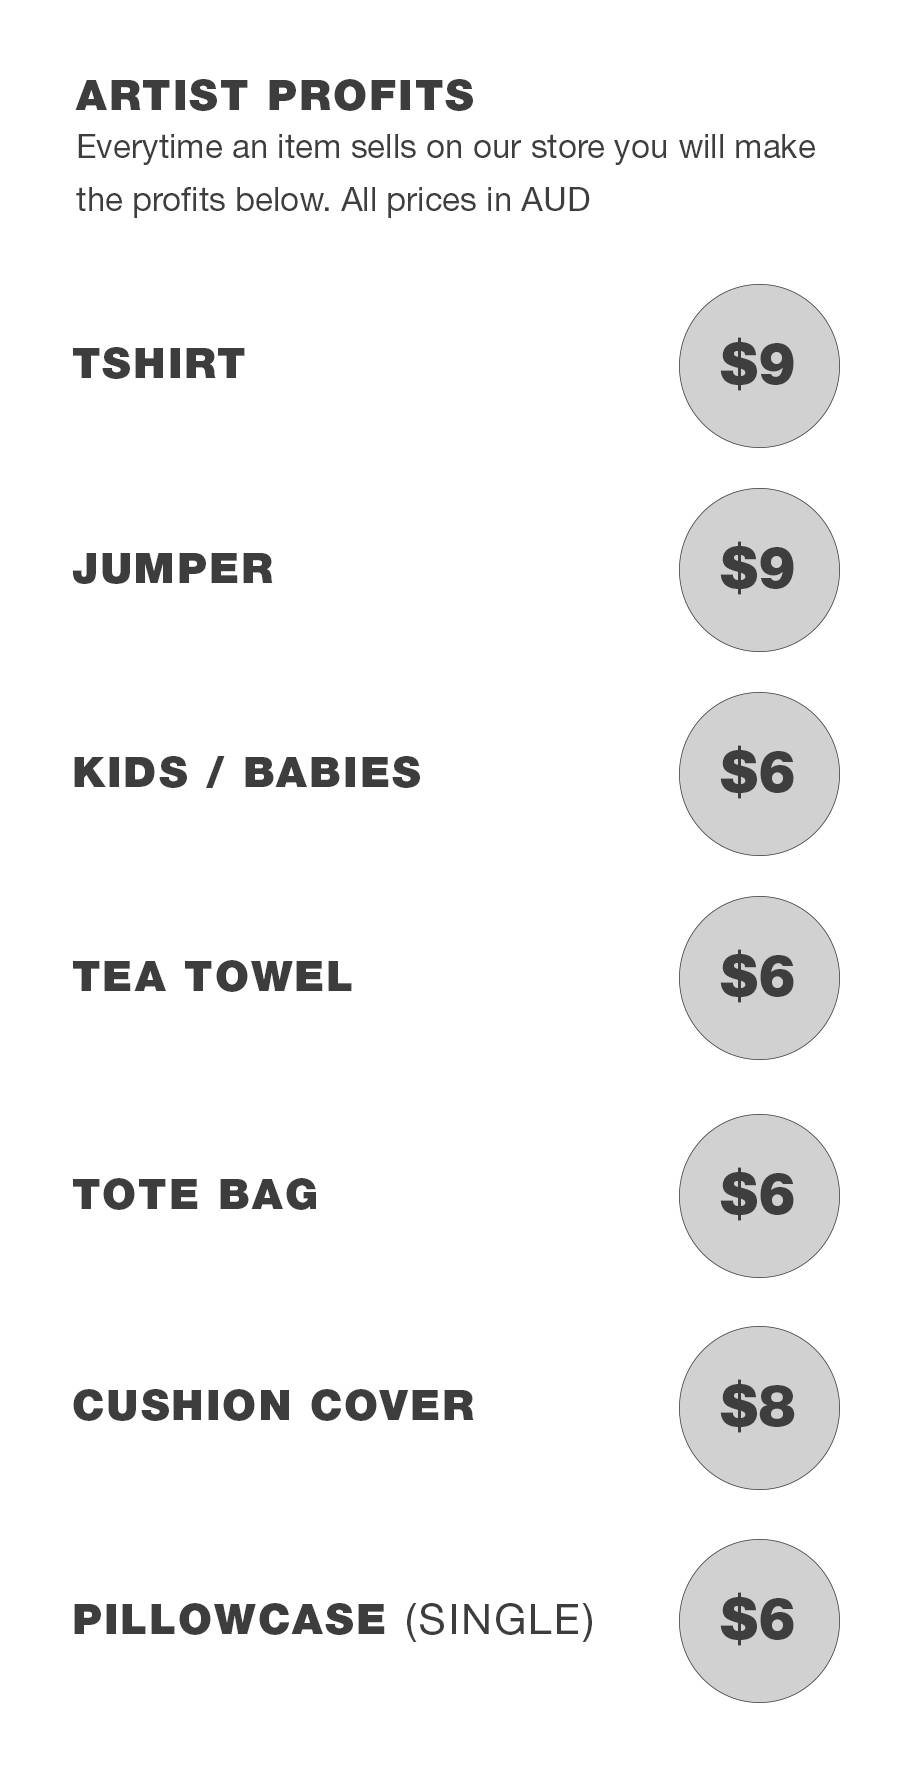 ARTIST PROFITS
Everytime an item sells on our store you will make
the profits below. All prices in AUD
TSHIRT $9
JUMPER $9
KIDS / BABIES $6
TEA TOWEL $6
TOTE BAG $6
CUSHION COVER $8
PILLOWCASE (SINGLE) $6